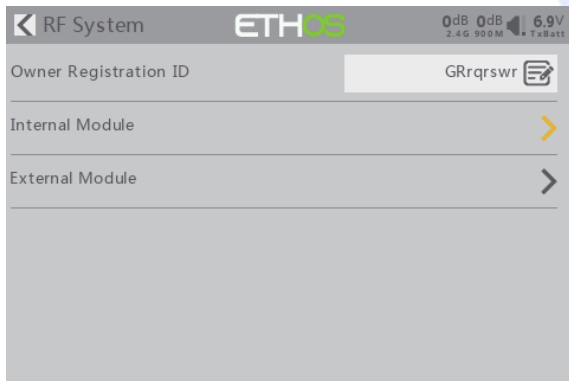 RF System ETHOS 0dB 0dB 6.9V
2.4G 900M TxBatt
Owner Registration ID GRrqrswr
Internal Module
External Module